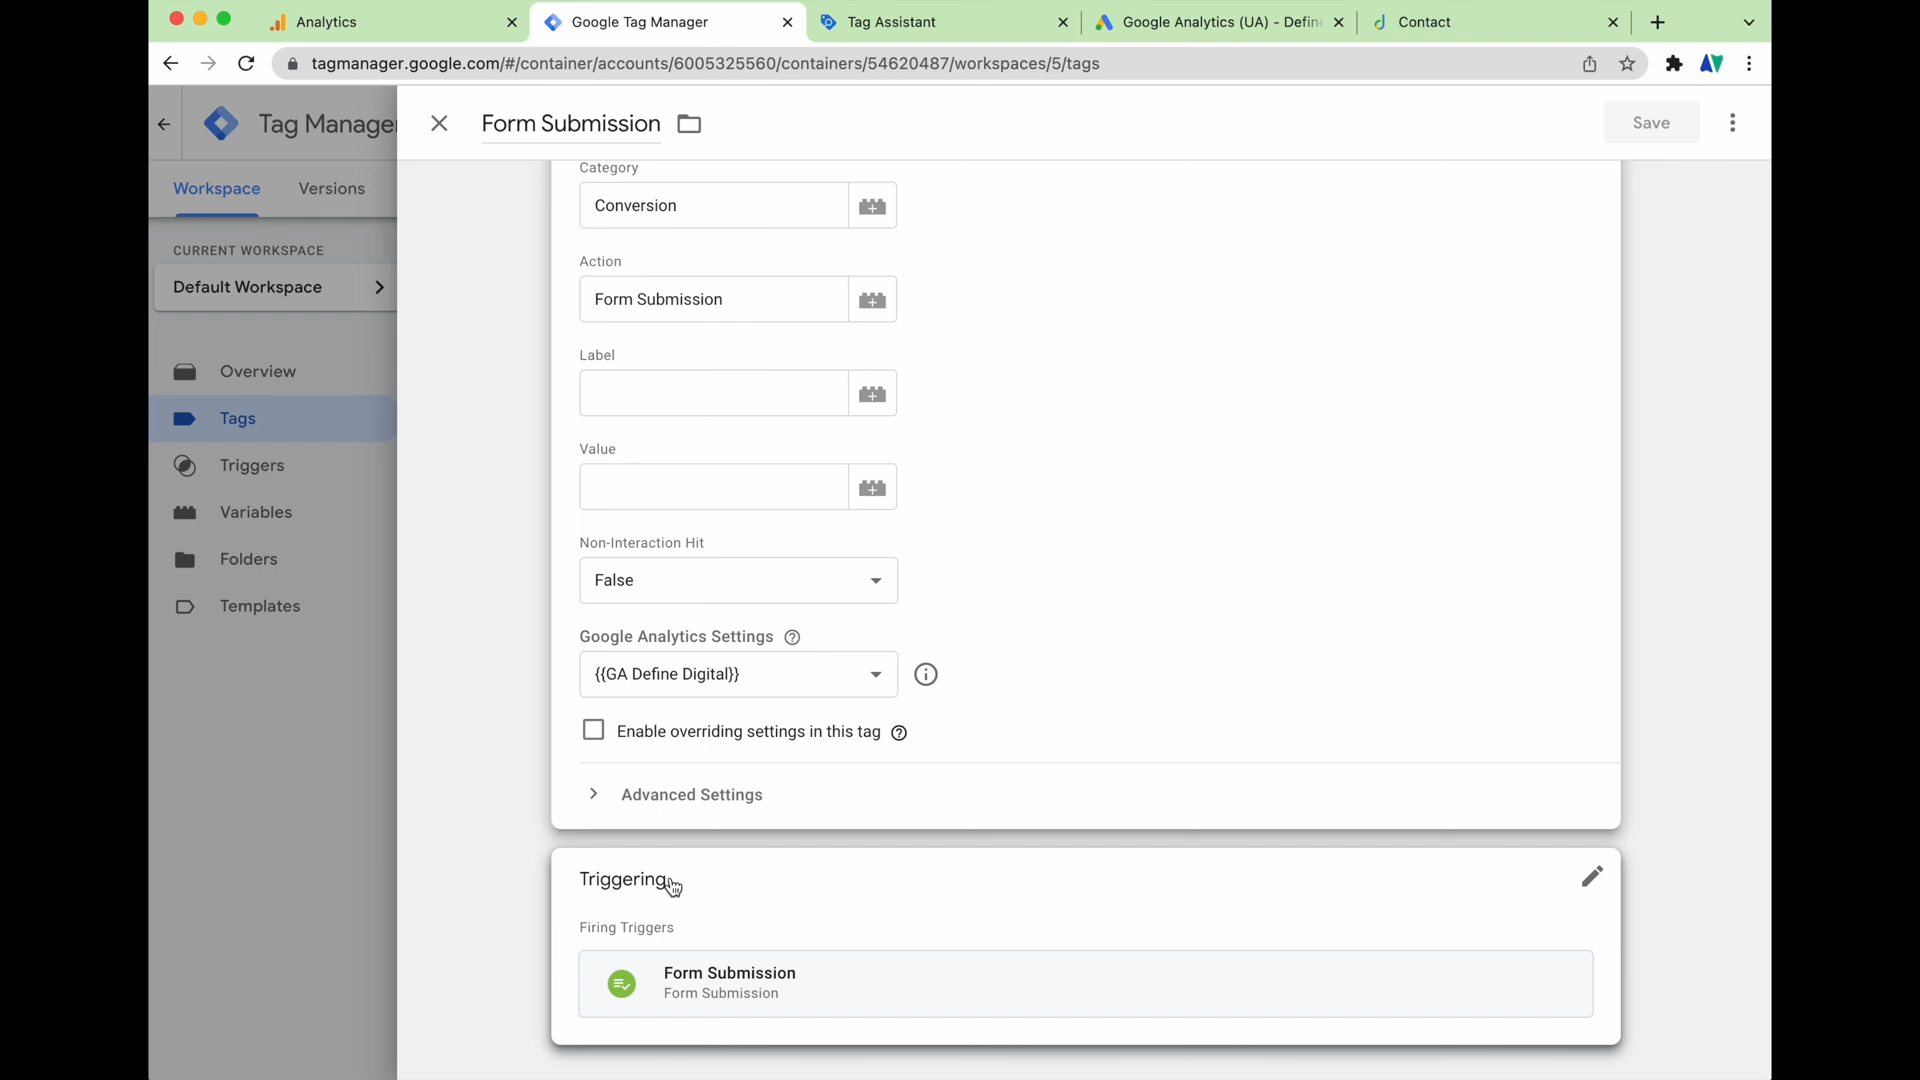 Analytics
Google Tag Manager
Tag Assistant
Google Analytics (UA) - Define
Contact
tagmanager.google.com/#/container/accounts/6005325560/containers/54620487/workspaces/5/tags
Tag Manager
Form Submission
Save
Workspace
Versions
CURRENT WORKSPACE
Default Workspace
Overview
Tags
Triggers
Variables
Folders
Templates
Category
Conversion
Action
Form Submission
Label
Value
Non-Interaction Hit
False
Google Analytics Settings
{{GA Define Digital}}
Enable overriding settings in this tag
Advanced Settings
Triggering
Firing Triggers
Form Submission
Form Submission